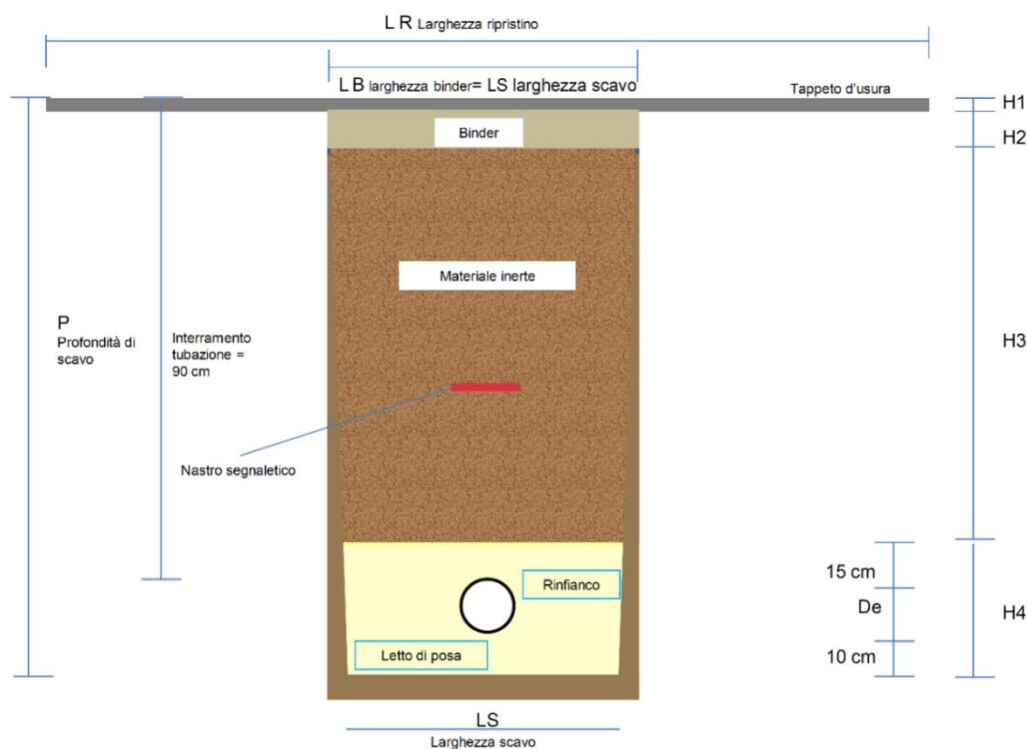 L R Larghezza ripristino
L B larghezza binder= LS larghezza scavo
Tappeto d'usura
H1
Binder
H2
Materiale inerte
P
Profondità di
scavo
Interramento
tubazione =
90 cm
H3
Nastro segnaletico
Rinfianco
15 cm
De
H4
Letto di posa
10 cm
LS
Larghezza scavo